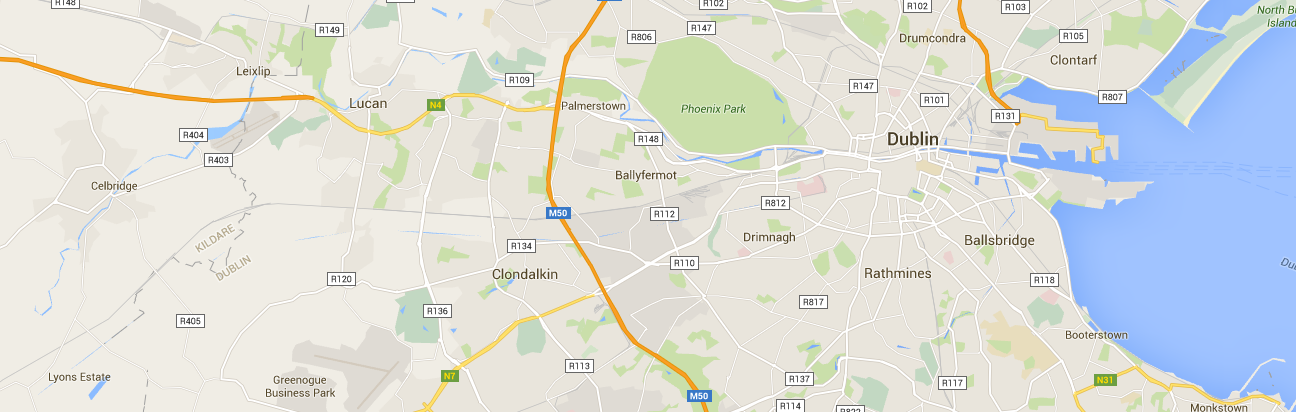 R148
R102
R102
R103
North Bu
Island
R149
R806
R147
Drumcondra
R105
Clontarf
Leixlip
R109
R147
R101
R807
Lucan
N4
Palmerstown
Phoenix Park
R131
R404
R148
Dublin
R403
Celbridge
Ballyfermot
M50
R112
R812
KILDARE
DUBLIN
R134
Drimnagh
Ballsbridge
R110
Clondalkin
Rathmines
R120
R118
R136
R817
R405
Booterstown
Lyons Estate
Greenogue
Business Park
N7
R113
R137
R117
N31
M50
R114
Monkstown